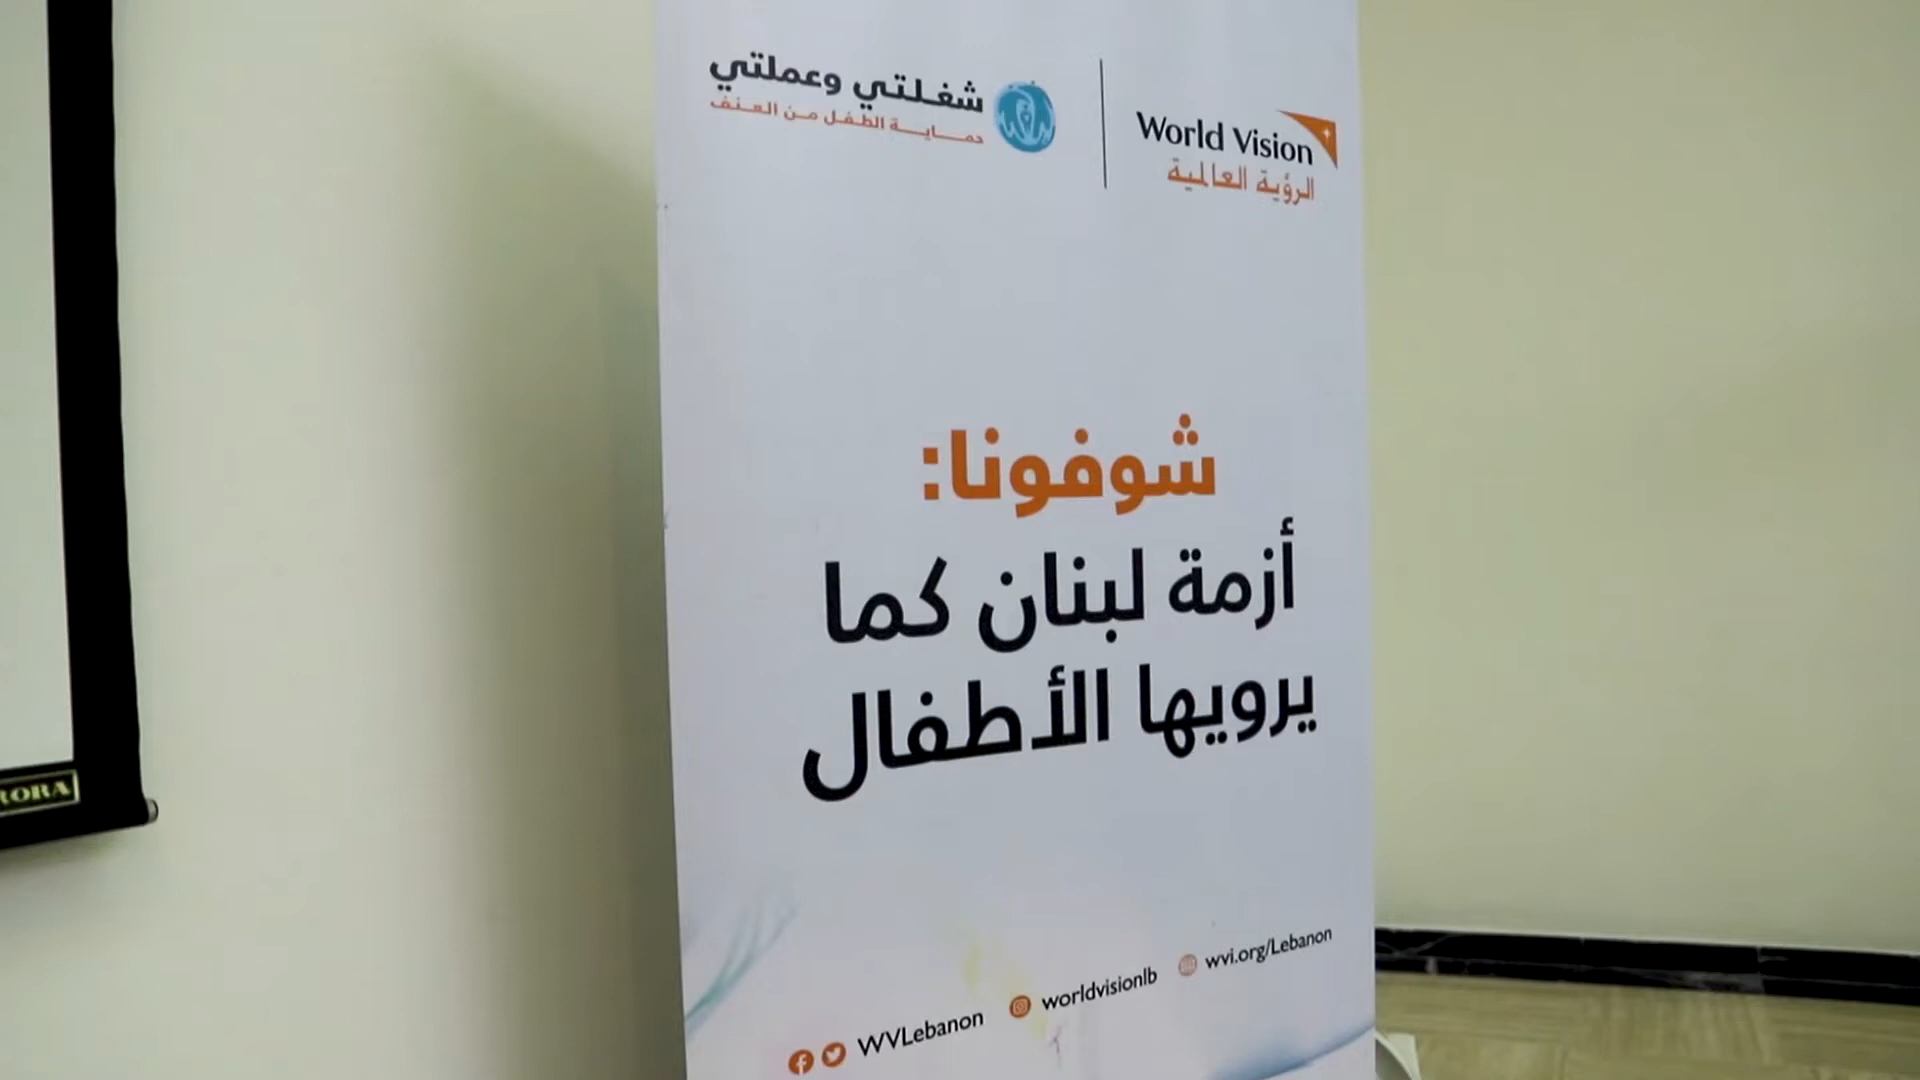 World Vision
الرؤية العالمية
شغلتي وعملتي
حماية الطفل من العنف
شوفونا:
أزمة لبنان كما
يرويها الأطفال
WVLebanon
worldvisionlb
wvi.org/Lebanon